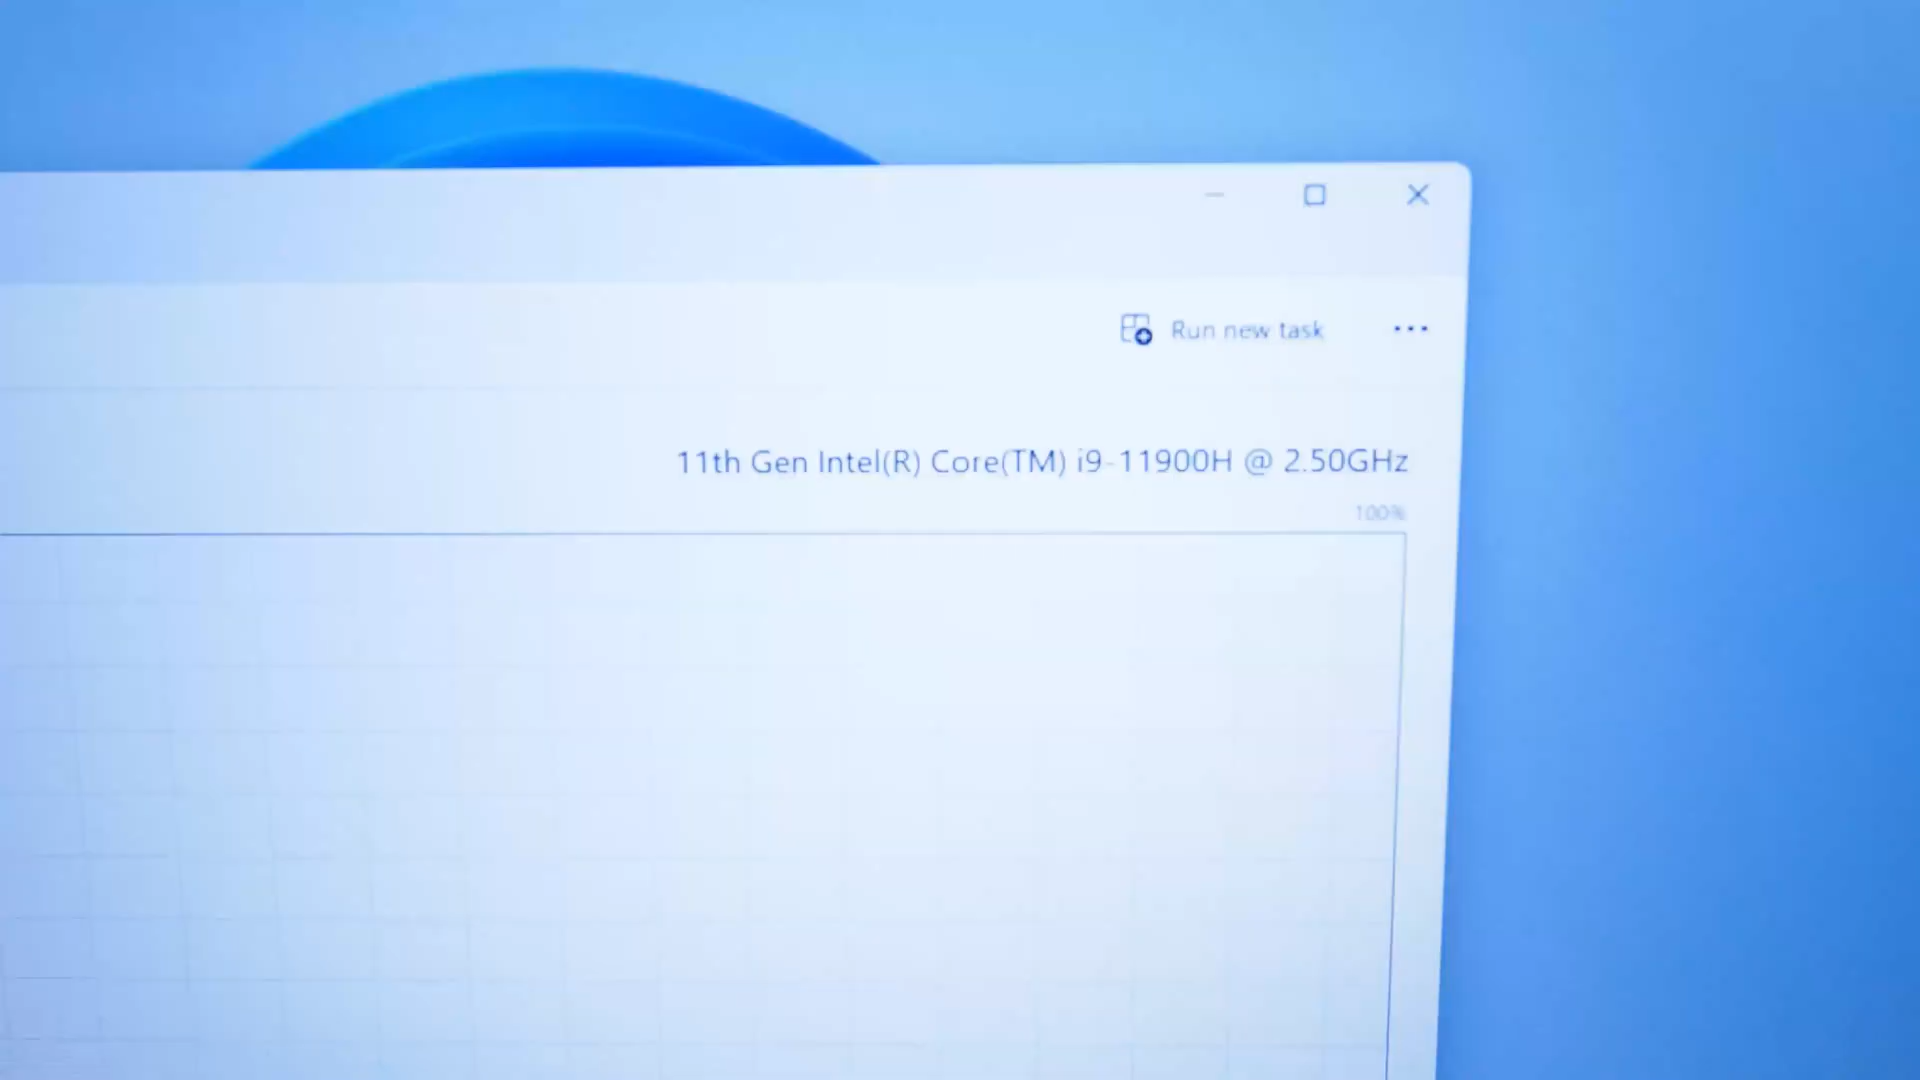 Run new task
11th Gen Intel(R) Core(TM) i9-11900H @ 2.50GHz
100%